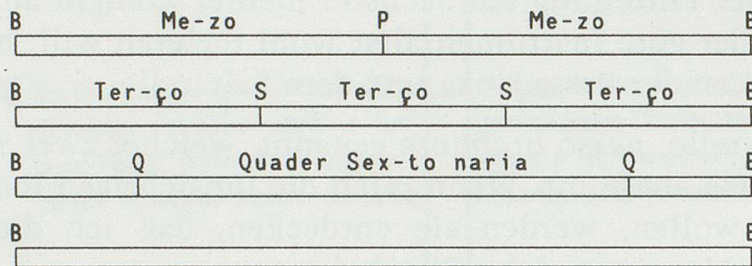 B Me-zo P Me-zo E
B Ter-ço S Ter-ço S Ter-ço E
B Q Quader Sex-to naria Q E
B E